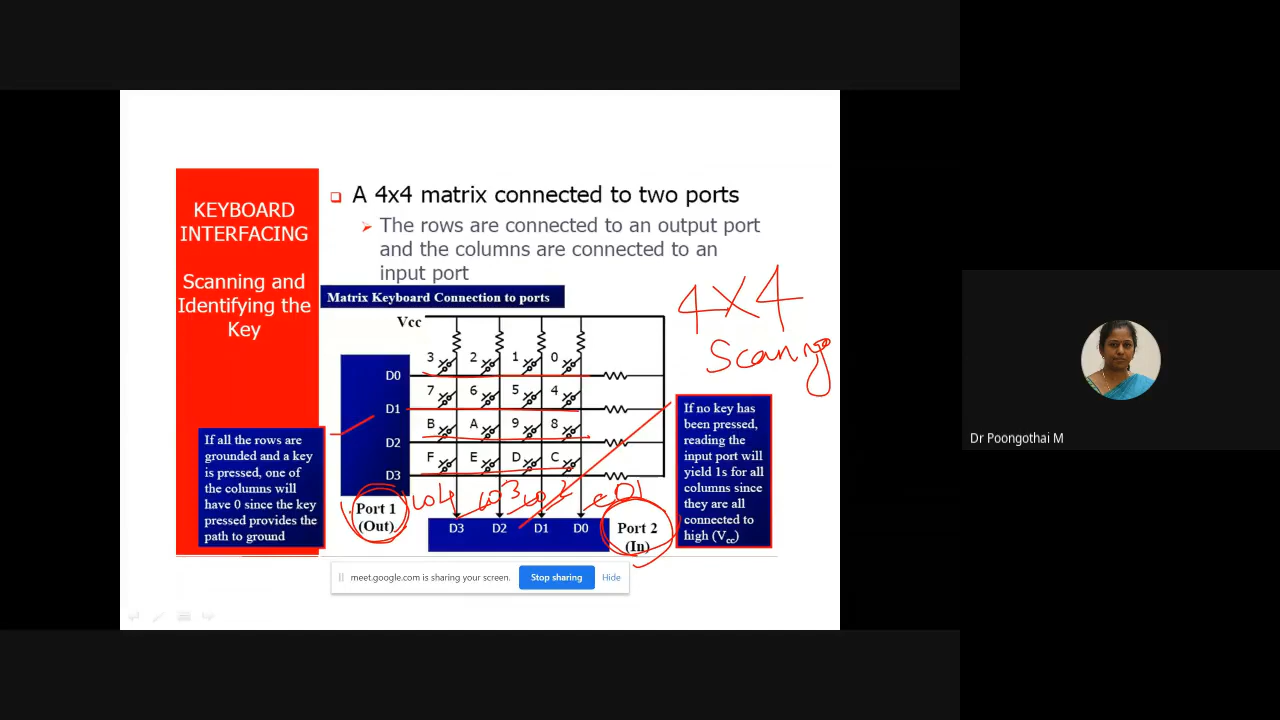 KEYBOARD
INTERFACING
Scanning and
Identifying the
Key
A 4x4 matrix connected to two ports
The rows are connected to an output port
and the columns are connected to an
input port
Matrix Keyboard Connection to ports
4x4
Vcc
3 2 1 0
D0
7 6 5 4
D1
B A 9 8
D2
F E D C
D3
If all the rows are
grounded and a key
is pressed, one of
the columns will
have 0 since the key
pressed provides the
path to ground
If no key has
been pressed,
reading the
input port will
yield 1s for all
columns since
they are all
connected to
high (Vcc)
Port 1
(Out)
D3 D2 D1 D0
Port 2
(In)
meet.google.com is sharing your screen.
Stop sharing
Hide
Dr Poongothai M